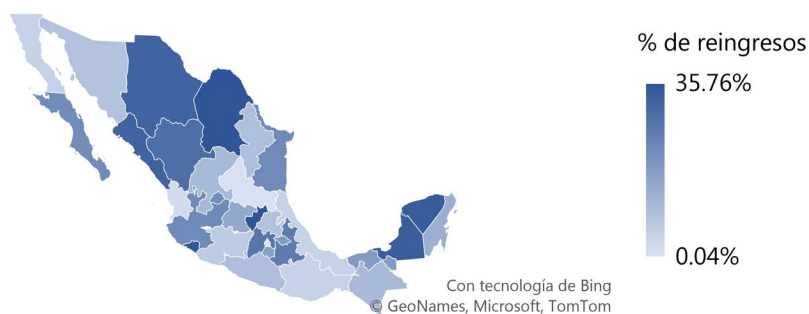 % de reingresos
35.76%
0.04%
Con tecnología de Bing
© GeoNames, Microsoft, TomTom